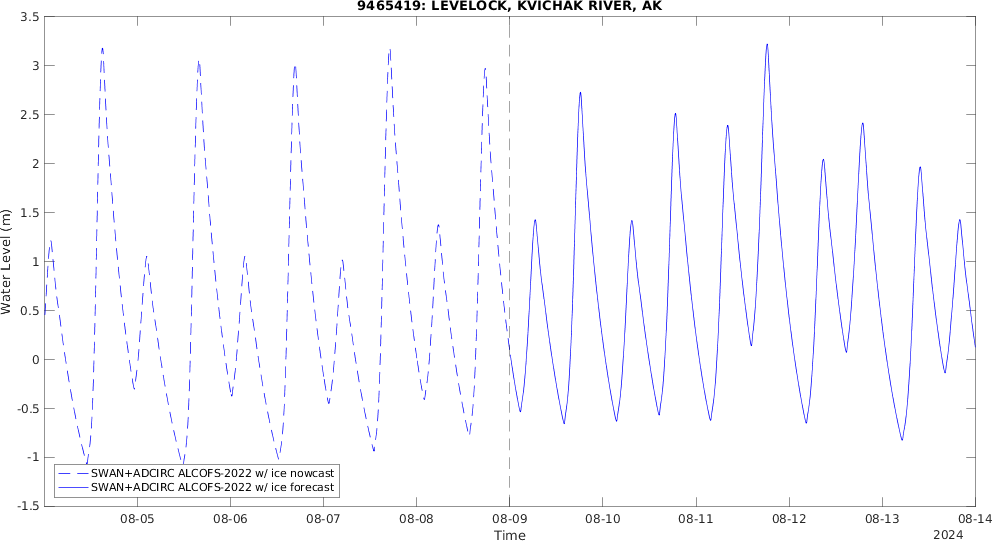 9465419: LEVELOCK, KVICHAK RIVER, AK
3.5
3
2.5
2
1.5
1
0.5
0
-0.5
-1
-1.5
Water Level (m)
SWAN+ADCIRC ALCOFS-2022 w/ ice nowcast
SWAN+ADCIRC ALCOFS-2022 w/ ice forecast
08-05 08-06 08-07 08-08 08-09 08-10 08-11 08-12 08-13 08-14
Time
2024